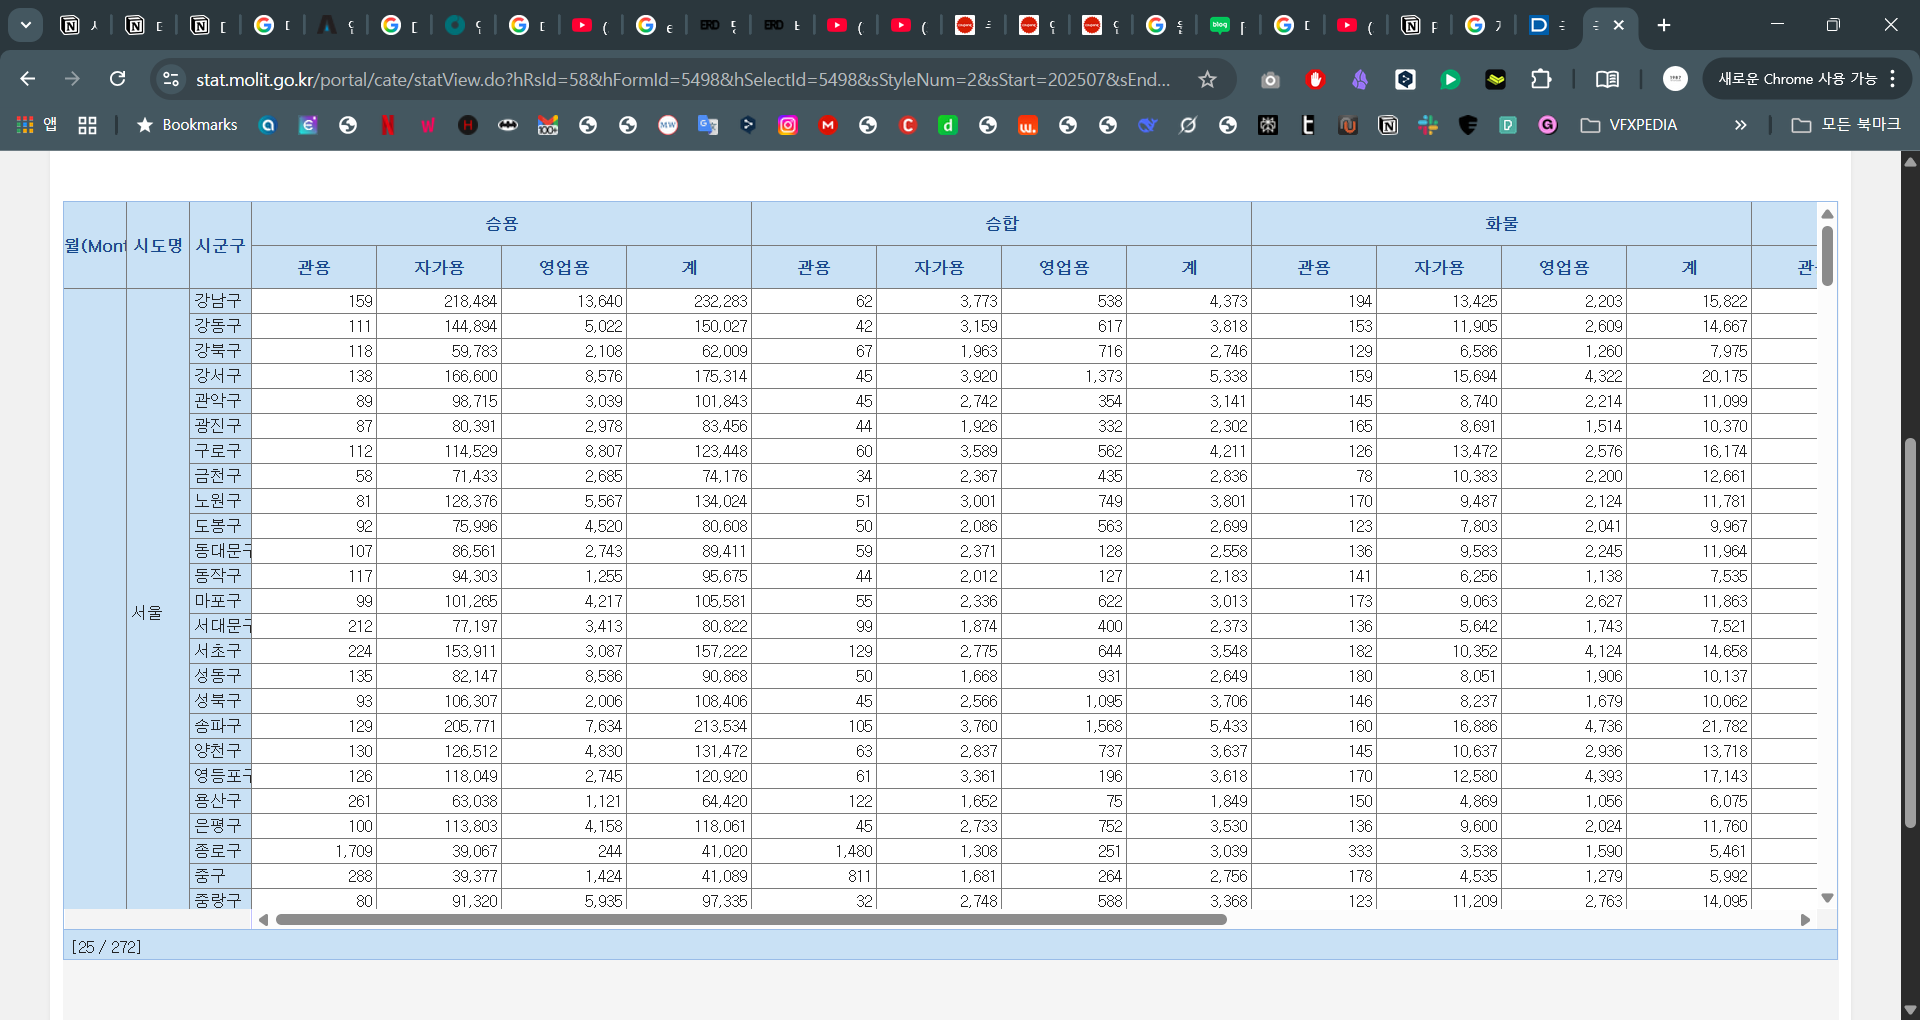 새로운 Chrome 사용 가능
stat.molit.go.kr/portal/cate/statView.do?hRsId=58&hFormId=5498&hSelectId=5498&sStyleNum=2&sStart=202507&sEnd...
앱 Bookmarks VFXPEDIA » 모든 북마크
승용 승합 화물
월(Mont 시도명 시군구
관용 자가용 영업용 계 관용 자가용 영업용 계 관용 자가용 영업용 계 관
강남구 159 218,484 13,640 232,283 62 3,773 538 4,373 194 13,425 2,203 15,822
강동구 111 144,894 5,022 150,027 42 3,159 617 3,818 153 11,905 2,609 14,667
강북구 118 59,783 2,108 62,009 67 1,963 716 2,746 129 6,586 1,260 7,975
강서구 138 166,600 8,576 175,314 45 3,920 1,373 5,338 159 15,694 4,322 20,175
관악구 89 98,715 3,039 101,843 45 2,742 354 3,141 145 8,740 2,214 11,099
광진구 87 80,391 2,978 83,456 44 1,926 332 2,302 165 8,691 1,514 10,370
구로구 112 114,529 8,807 123,448 60 3,589 562 4,211 126 13,472 2,576 16,174
금천구 58 71,433 2,685 74,176 34 2,367 435 2,836 78 10,383 2,200 12,661
노원구 81 128,376 5,567 134,024 51 3,001 749 3,801 170 9,487 2,124 11,781
도봉구 92 75,996 4,520 80,608 50 2,086 563 2,699 123 7,803 2,041 9,967
동대문구 107 86,561 2,743 89,411 59 2,371 128 2,558 136 9,583 2,245 11,964
동작구 117 94,303 1,255 95,675 44 2,012 127 2,183 141 6,256 1,138 7,535
마포구 99 101,265 4,217 105,581 55 2,336 622 3,013 173 9,063 2,627 11,863
서울
서대문구 212 77,197 3,413 80,822 99 1,874 400 2,373 136 5,642 1,743 7,521
서초구 224 153,911 3,087 157,222 129 2,775 644 3,548 182 10,352 4,124 14,658
성동구 135 82,147 8,586 90,868 50 1,668 931 2,649 180 8,051 1,906 10,137
성북구 93 106,307 2,006 108,406 45 2,566 1,095 3,706 146 8,237 1,679 10,062
송파구 129 205,771 7,634 213,534 105 3,760 1,568 5,433 160 16,886 4,736 21,782
양천구 130 126,512 4,830 131,472 63 2,837 737 3,637 145 10,637 2,936 13,718
영등포구 126 118,049 2,745 120,920 61 3,361 196 3,618 170 12,580 4,393 17,143
용산구 261 63,038 1,121 64,420 122 1,652 75 1,849 150 4,869 1,056 6,075
은평구 100 113,803 4,158 118,061 45 2,733 752 3,530 136 9,600 2,024 11,760
종로구 1,709 39,067 244 41,020 1,480 1,308 251 3,039 333 3,538 1,590 5,461
중구 288 39,377 1,424 41,089 811 1,681 264 2,756 178 4,535 1,279 5,992
중랑구 80 91,320 5,935 97,335 32 2,748 588 3,368 123 11,209 2,763 14,095
[25 / 272]